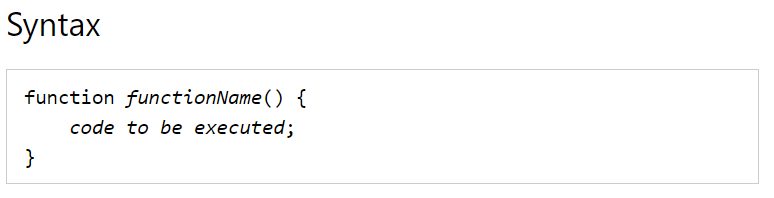 Syntax
function functionName() {
    code to be executed;
}